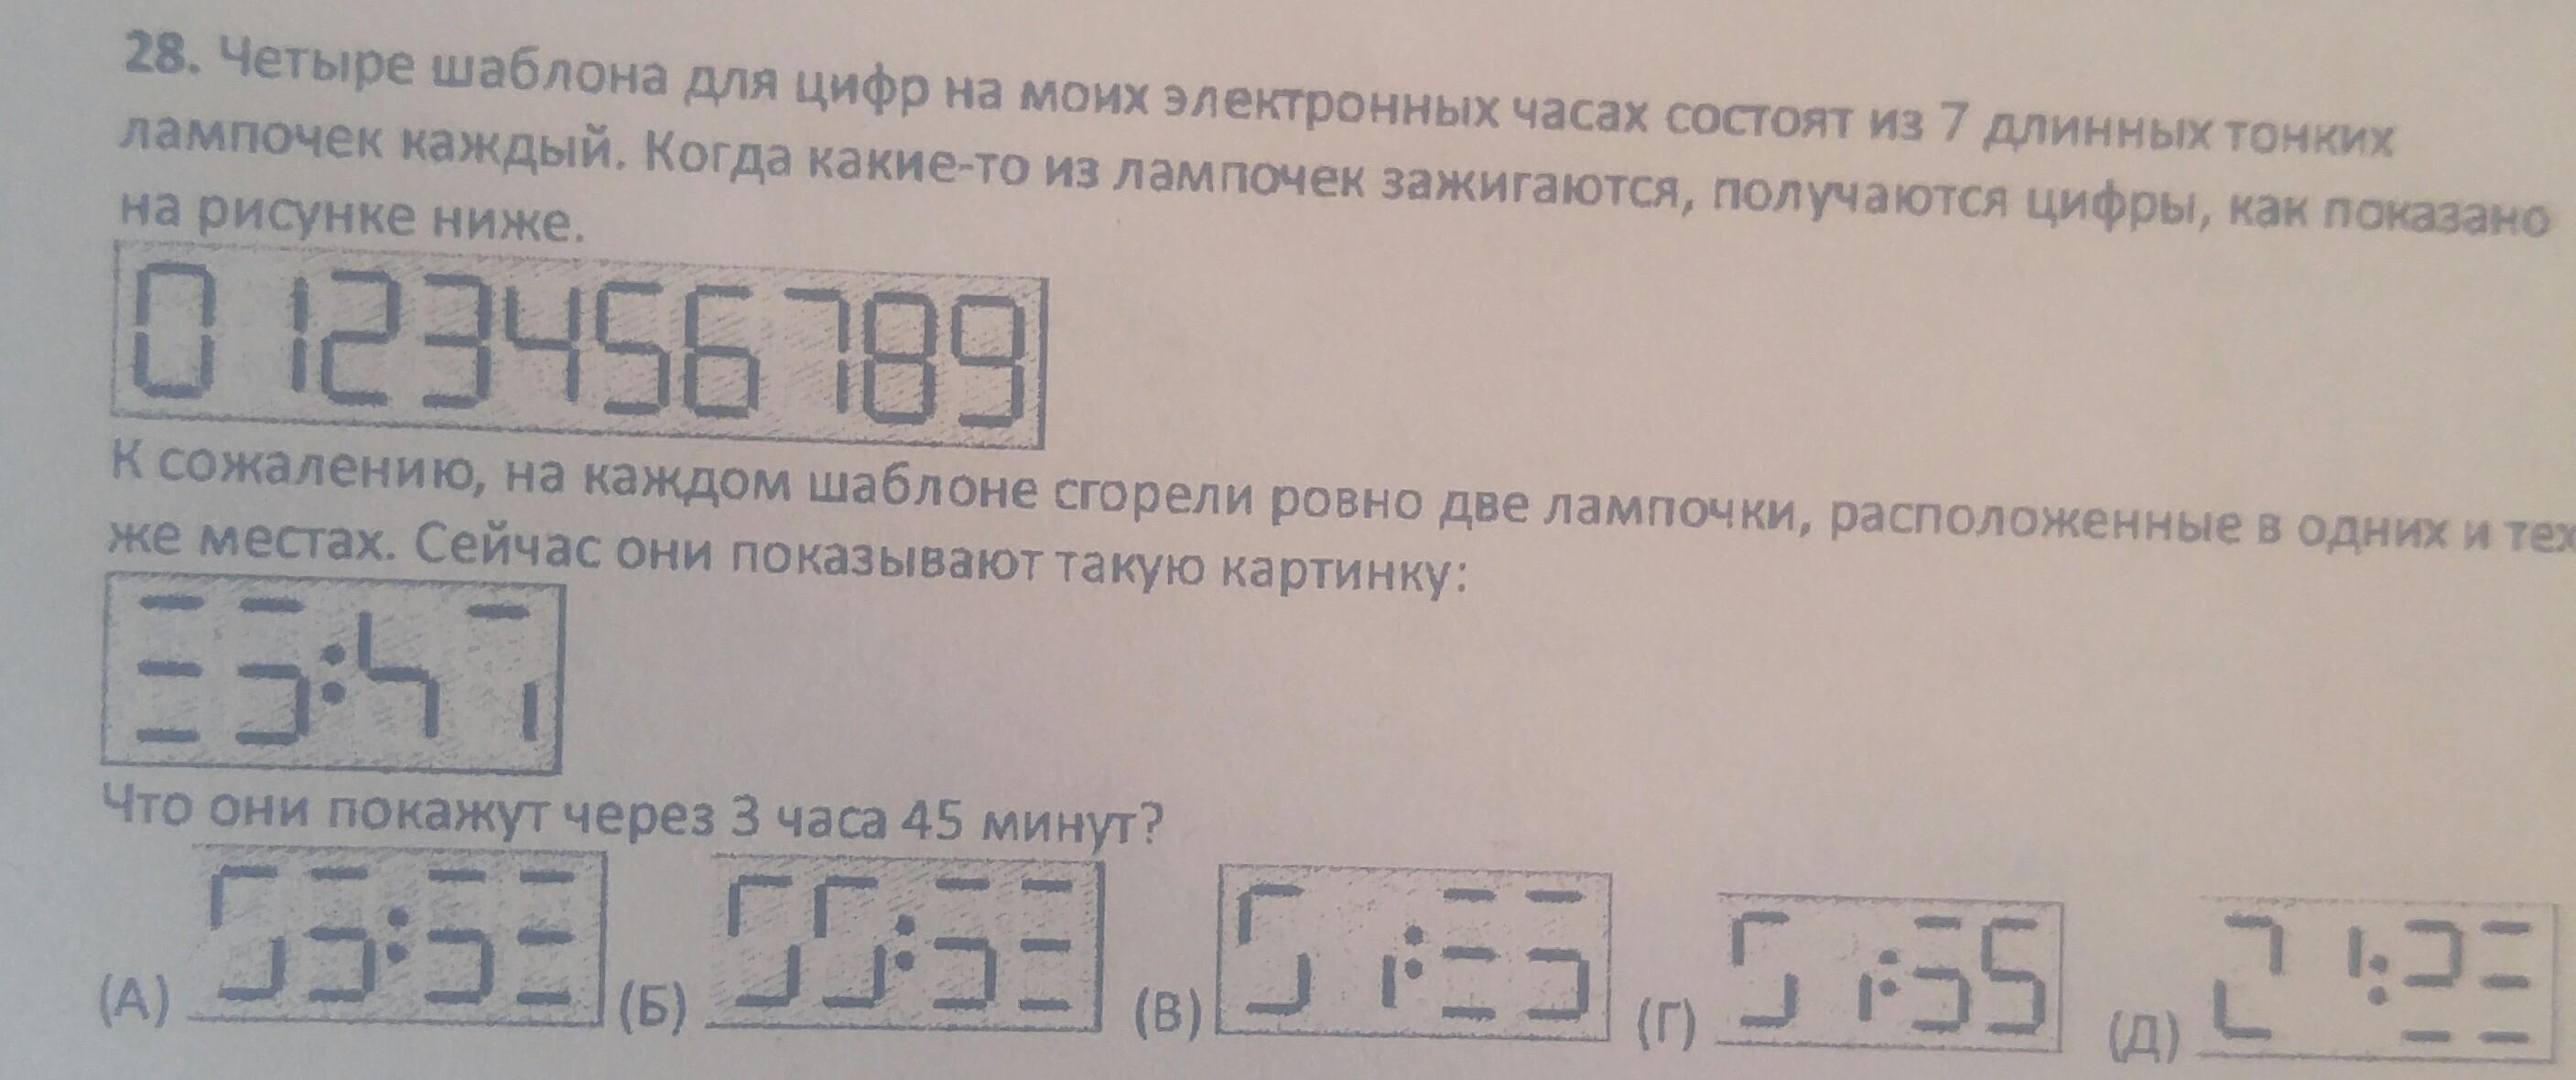 28. Четыре шаблона для цифр на моих электронных часах состоят из 7 длинных тонких
лампочек каждый. Когда какие-то из лампочек зажигаются, получаются цифры, как показано
на рисунке ниже.
0 123456 789
К сожалению, на каждом шаблоне сгорели ровно две лампочки, расположенные в одних и тех
же местах. Сейчас они показывают такую картинку:
Что они покажут через 3 часа 45 минут?
(А) (Б) (В) (Г) (Д)